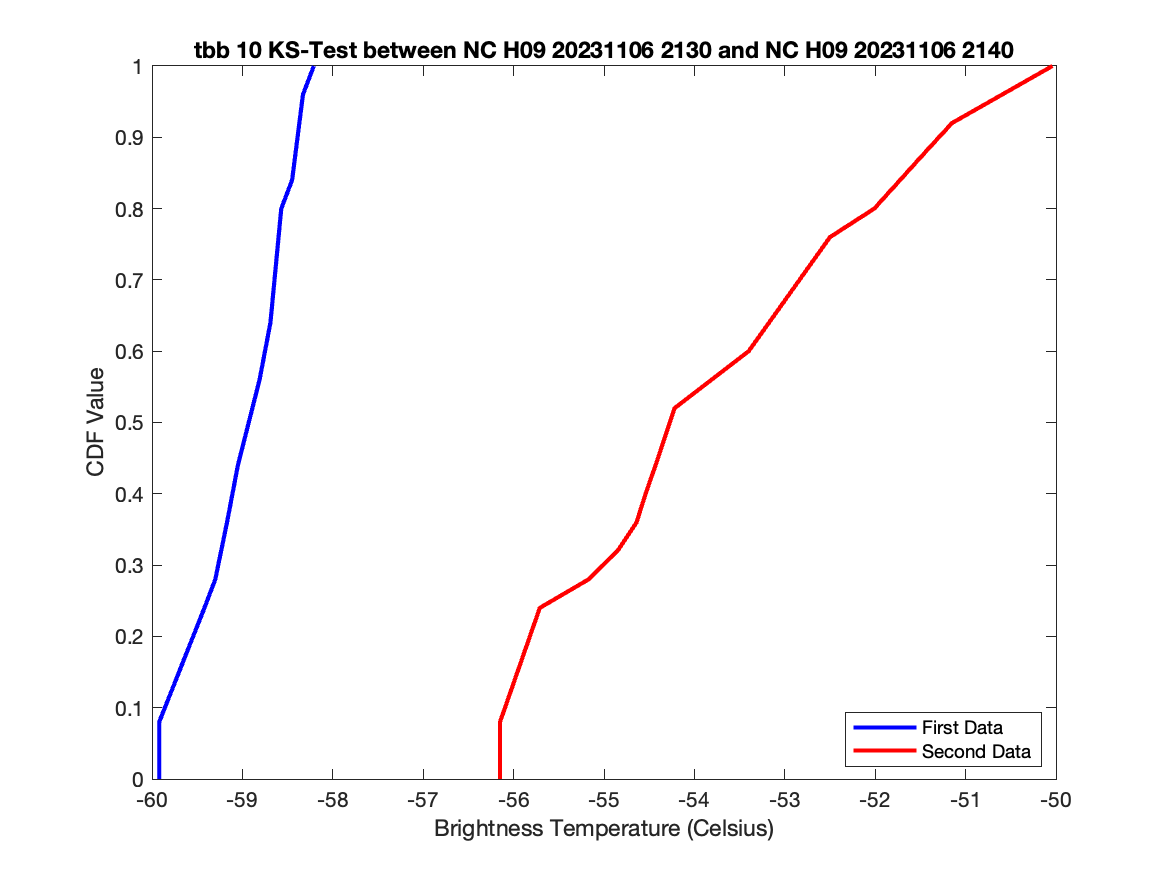 tbb 10 KS-Test between NC H09 20231106 2130 and NC H09 20231106 2140
1
0.9
0.8
0.7
0.6
0.5
0.4
0.3
0.2
0.1
0
CDF Value
First Data
Second Data
-60 -59 -58 -57 -56 -55 -54 -53 -52 -51 -50
Brightness Temperature (Celsius)